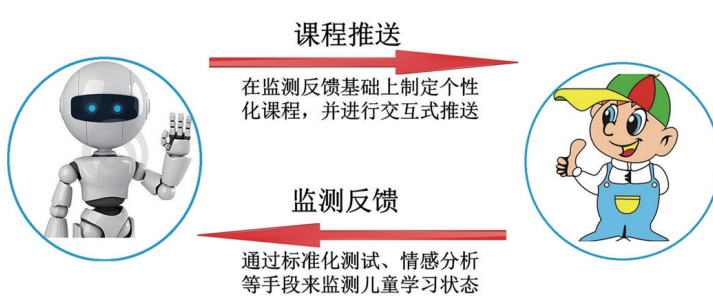 课程推送
在监测反馈基础上制定个性
化课程，并进行交互式推送
监测反馈
通过标准化测试、情感分析
等手段来监测儿童学习状态